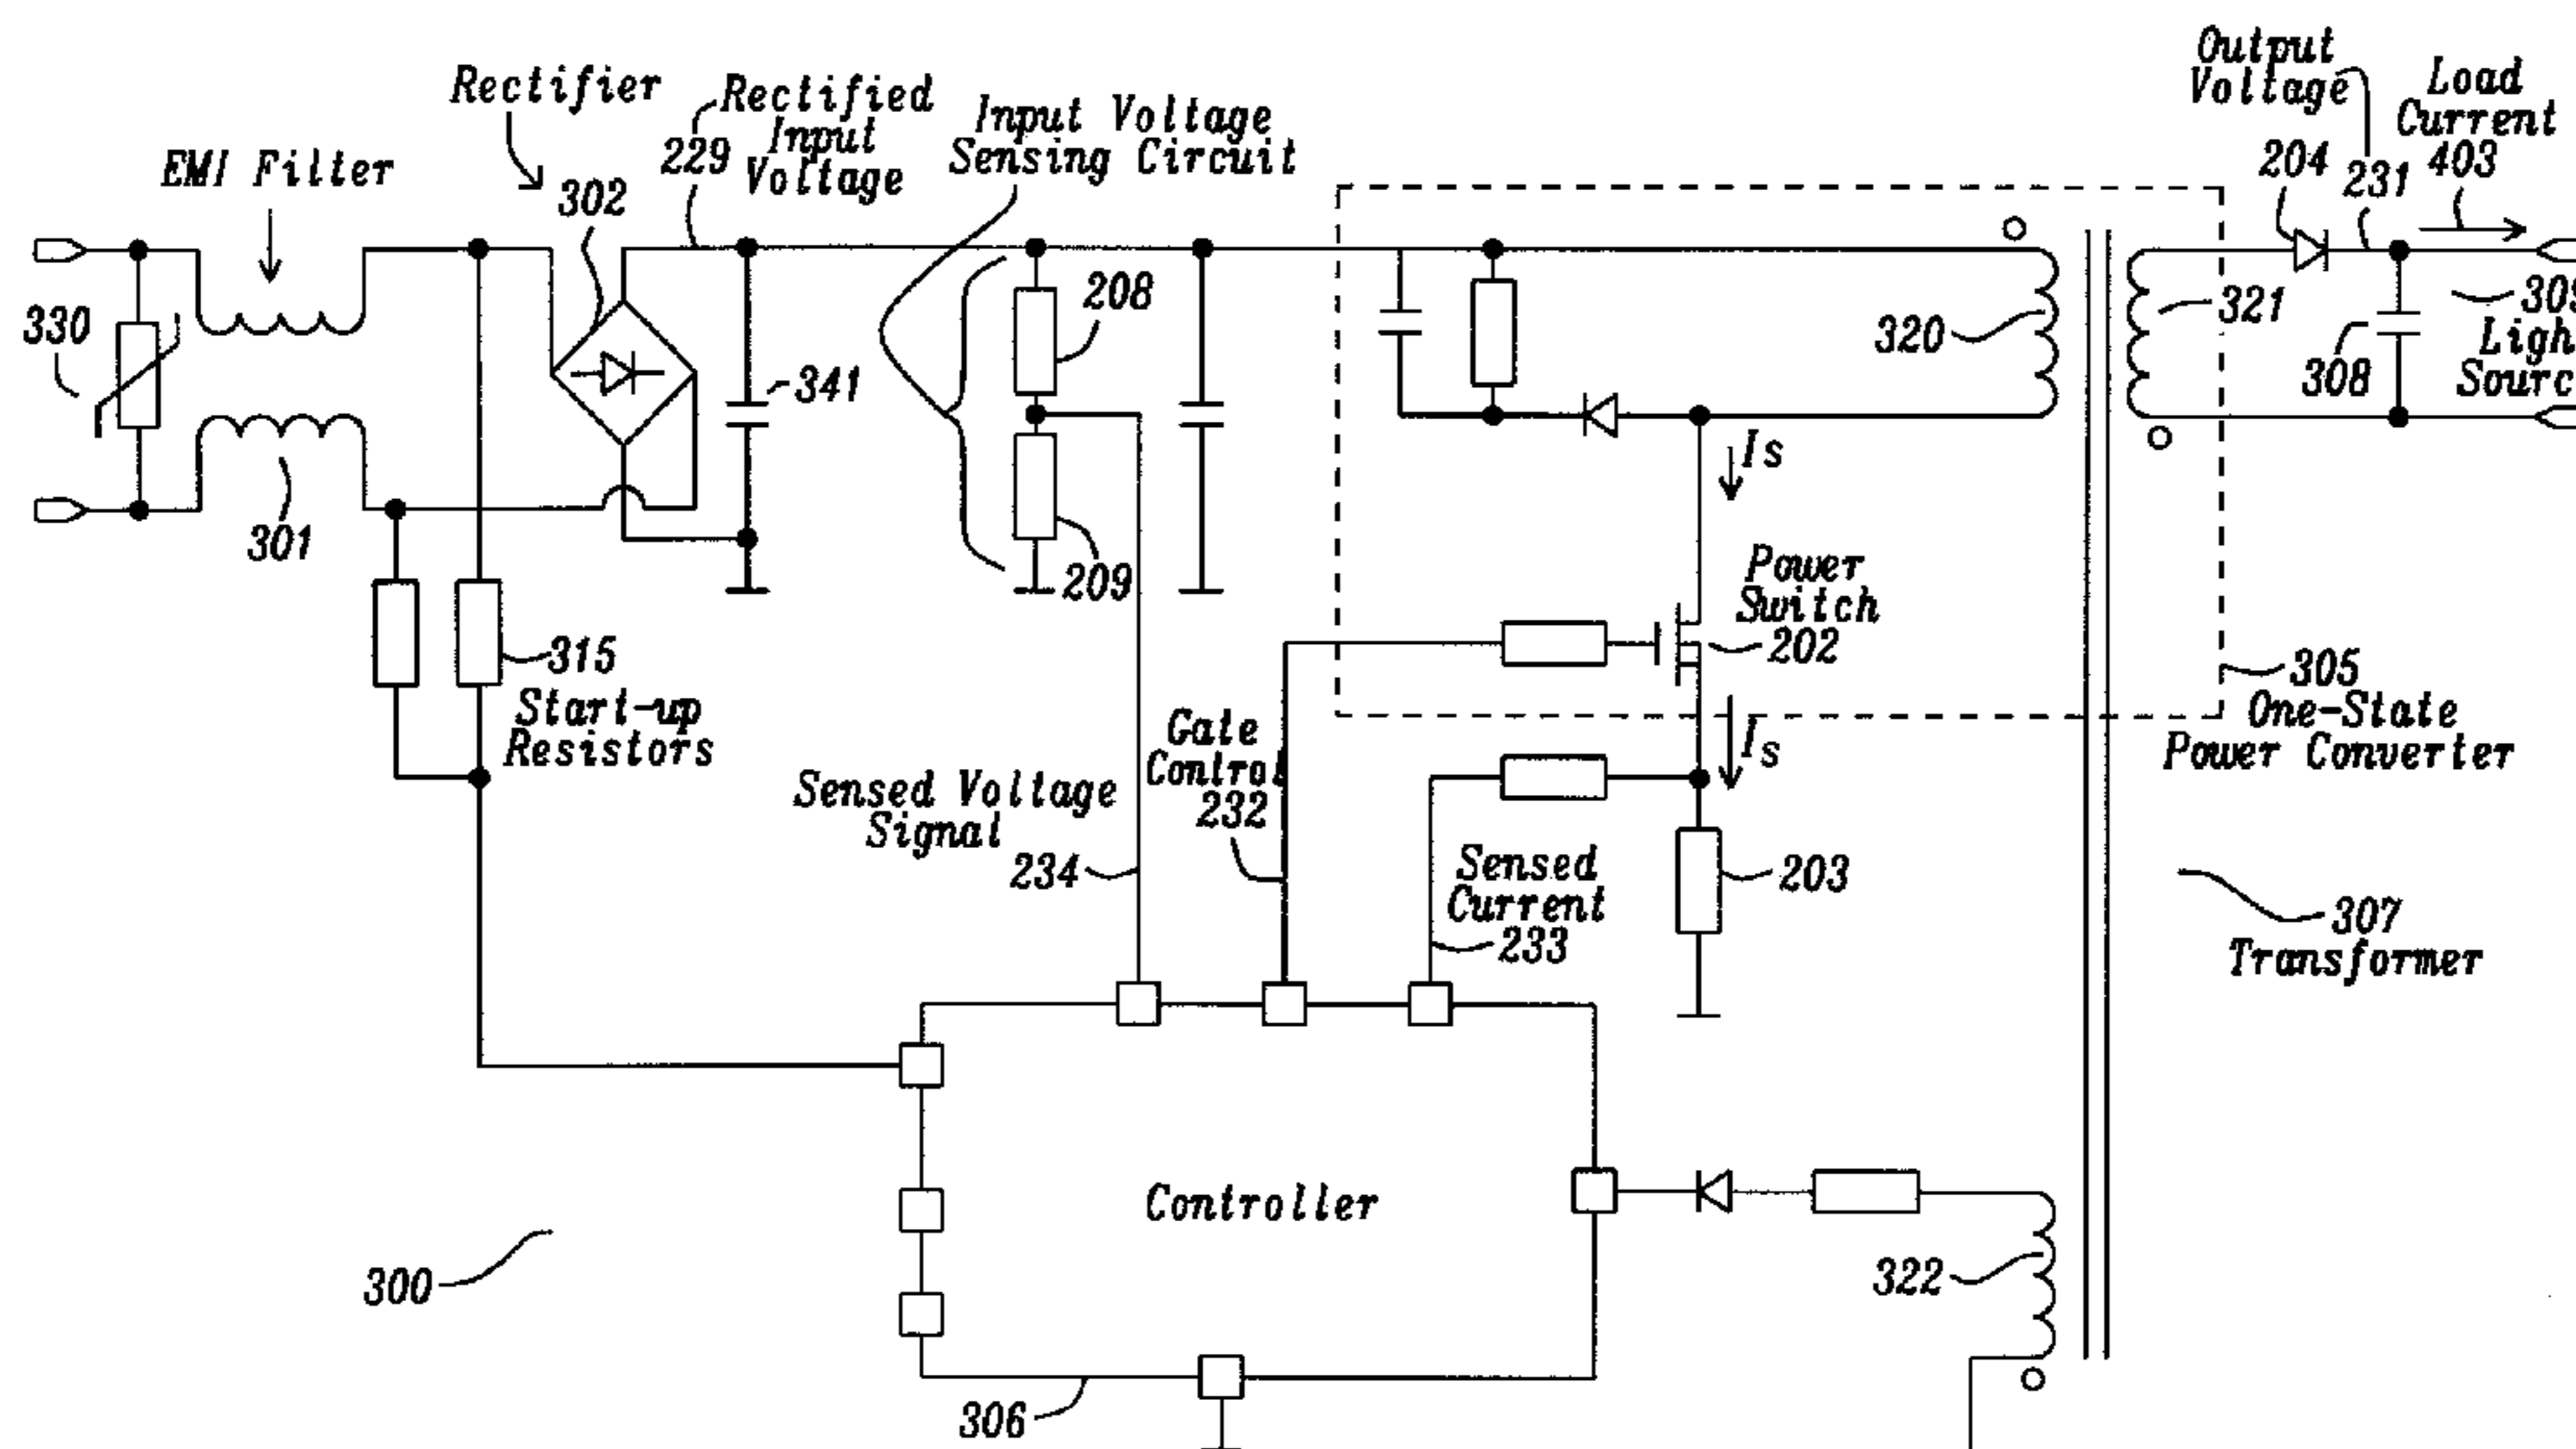 EMI Filter
Rectifier
302
Rectified
229 Input
Voltage
Input Voltage
Sensing Circuit
Output
Voltage
Load
Current
403
204
231
330
301
341
208
209
320
321
308
309
Is
Power
Switch
202
315
Start-up
Resistors
305
One-State
Power Converter
Gate
Control
232
Is
Sensed Voltage
Signal
234
Sensed
Current
233
203
307
Transformer
Controller
322
300
306